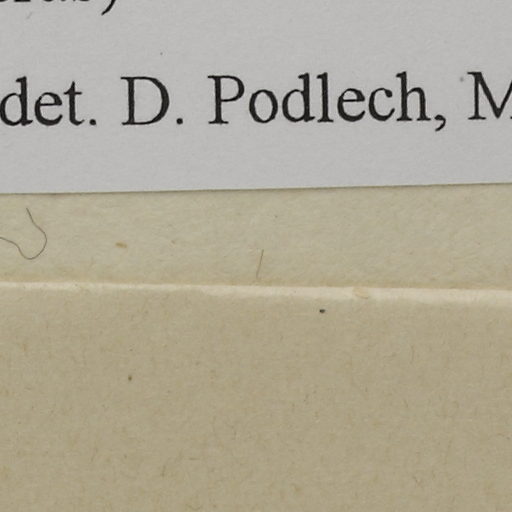 det. D. Podlech, M